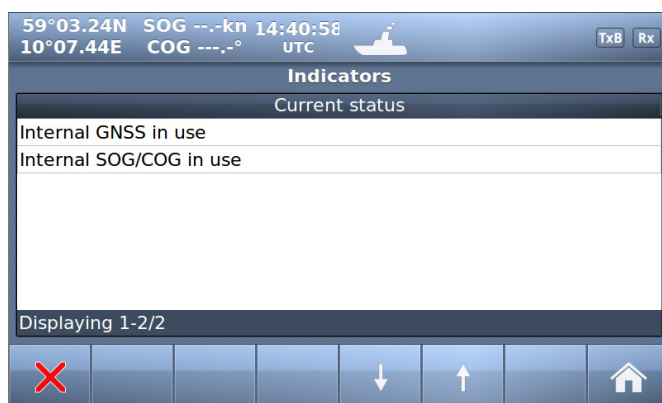 59°03.24N SOG --.-kn 14:40:58
10°07.44E COG ---.-° UTC
TxB Rx
Indicators
Current status
Internal GNSS in use
Internal SOG/COG in use
Displaying 1-2/2